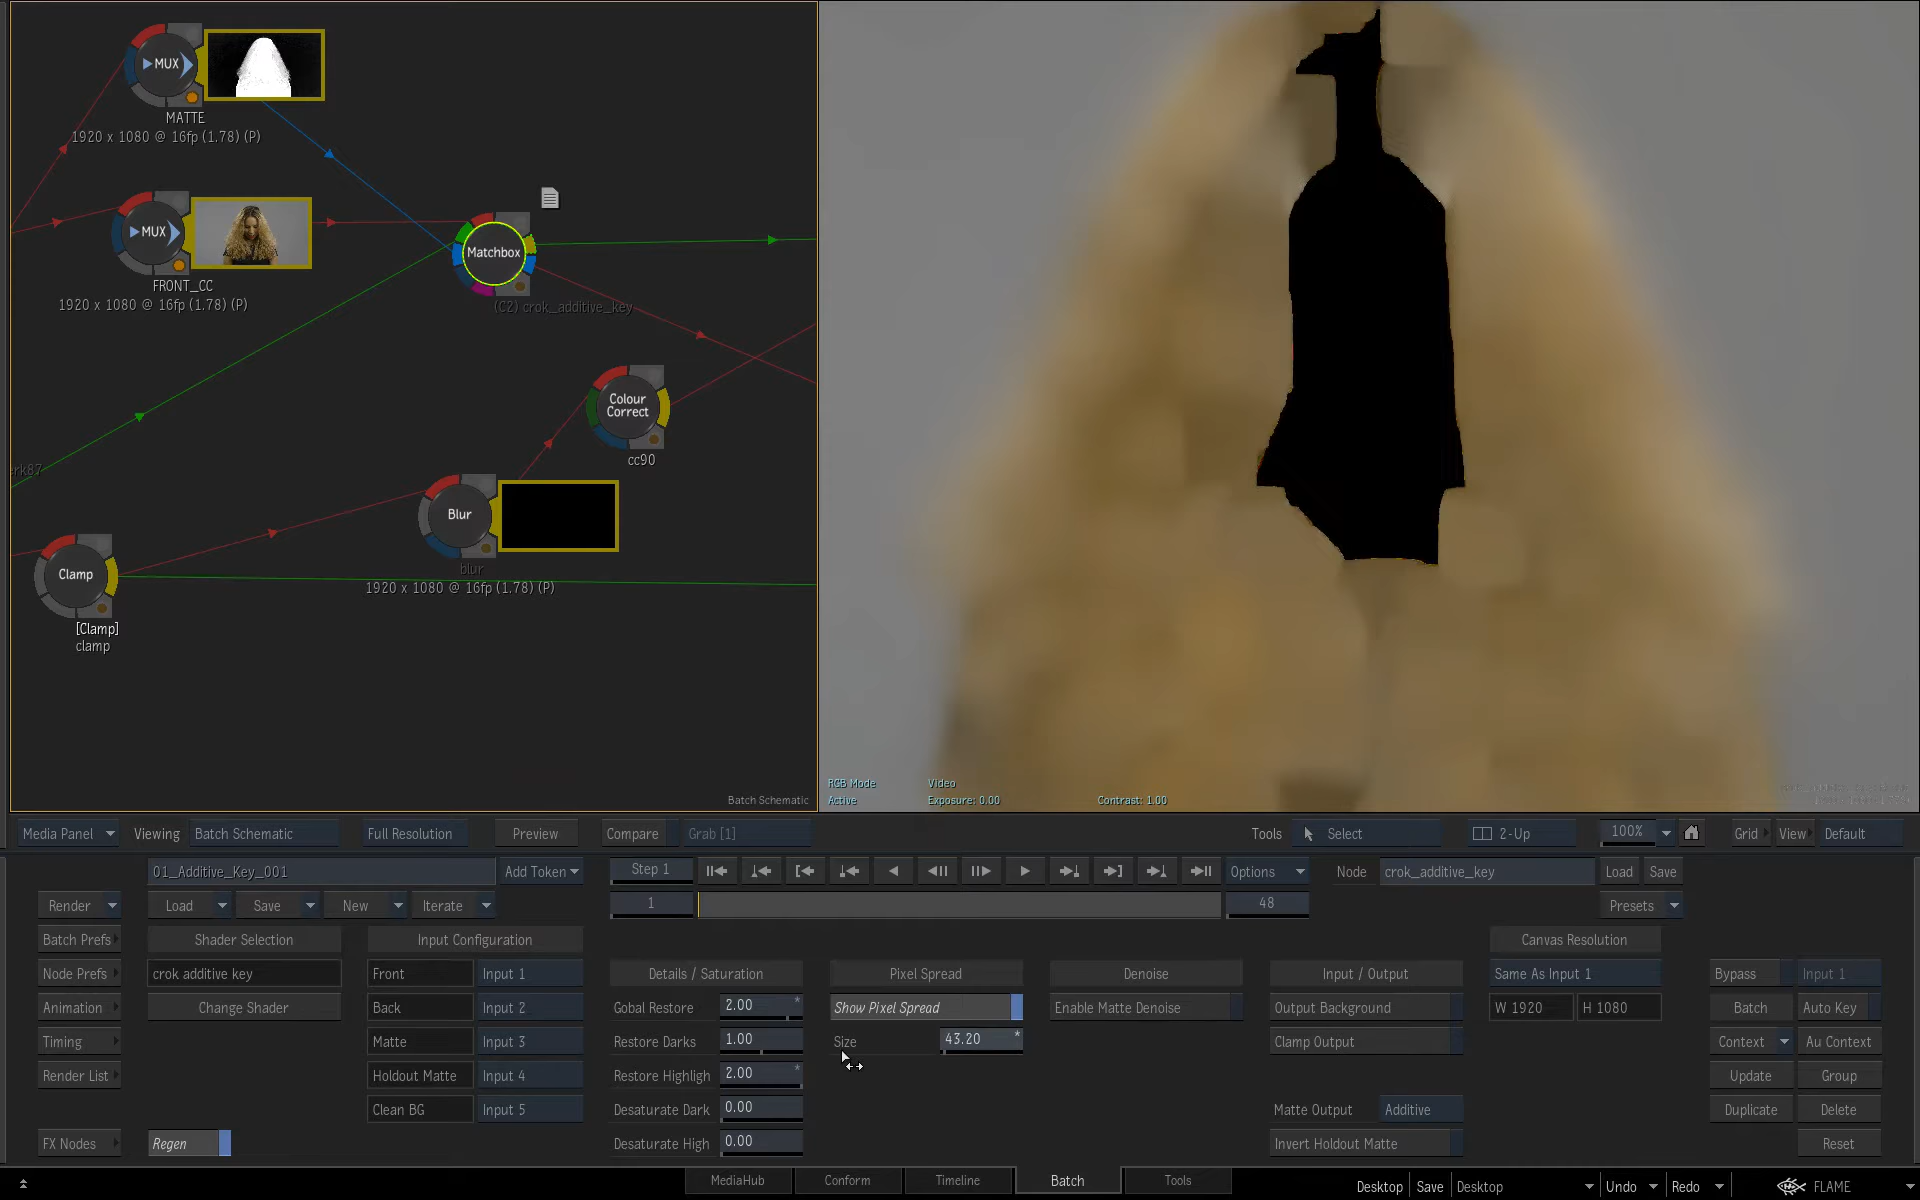 MUX
MATTE
1920 x 1080 @ 16fp (1.78) (P)
MUX
FRONT_CC
1920 x 1080 @ 16fp (1.78) (P)
Matchbox
(C2) crok_additive_key
Colour
Correct
cc90
rk87
Blur
blur
1920 x 1080 @ 16fp (1.78) (P)
Clamp
[Clamp]
clamp
Batch Schematic
RGB Mode Video
Active Exposure: 0.00 Contrast: 1.00
Media Panel Viewing Batch Schematic Full Resolution Preview Compare Grab [1] Tools Select 2-Up 100% Grid View Default
01_Additive_Key_001 Add Token Step 1 Options Node crok_additive_key Load Save
Render Load Save New Iterate 1 48 Presets
Batch Prefs Shader Selection Input Configuration Canvas Resolution
Node Prefs crok additive key Front Input 1 Details / Saturation Pixel Spread Denoise Input / Output Same As Input 1 Bypass Input 1
Animation Change Shader Back Input 2 Gobal Restore 2.00 * Show Pixel Spread Enable Matte Denoise Output Background W 1920 H 1080 Batch Auto Key
Timing Matte Input 3 Restore Darks 1.00 Size 43.20 * Clamp Output Context Au Context
Render List Holdout Matte Input 4 Restore Highligh 2.00 * Update Group
Clean BG Input 5 Desaturate Dark 0.00 Matte Output Additive Duplicate Delete
FX Nodes Regen Desaturate High 0.00 Invert Holdout Matte Reset
MediaHub Conform Timeline Batch Tools Desktop Save Desktop Undo Redo FLAME